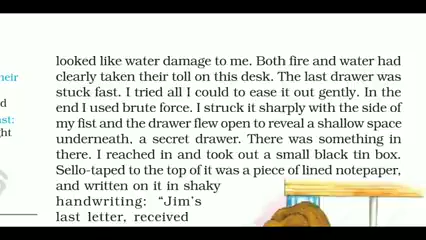 looked like water damage to me. Both fire and water had
clearly taken their toll on this desk. The last drawer was
stuck fast. I tried all I could to ease it out gently. In the
end I used brute force. I struck it sharply with the side of
my fist and the drawer flew open to reveal a shallow space
underneath, a secret drawer. There was something in
there. I reached in and took out a small black tin box.
Sello-taped to the top of it was a piece of lined notepaper,
and written on it in shaky
handwriting: “Jim’s
last letter, received